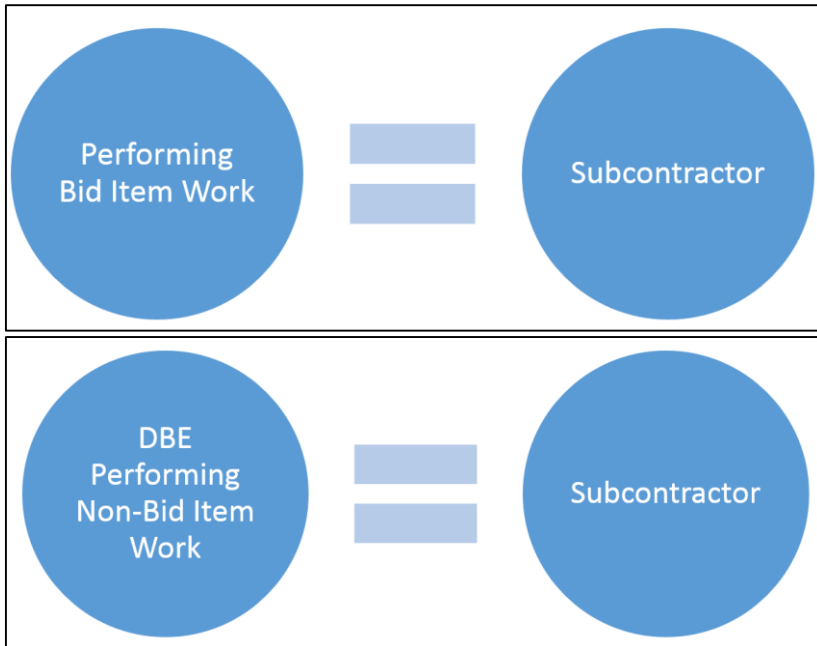 Performing
Bid Item Work
Subcontractor
DBE
Performing
Non-Bid Item
Work
Subcontractor